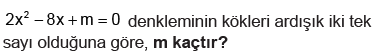 2x² − 8x + m = 0 denkleminin kökleri ardışık iki tek
sayı olduğuna göre, m kaçtır?